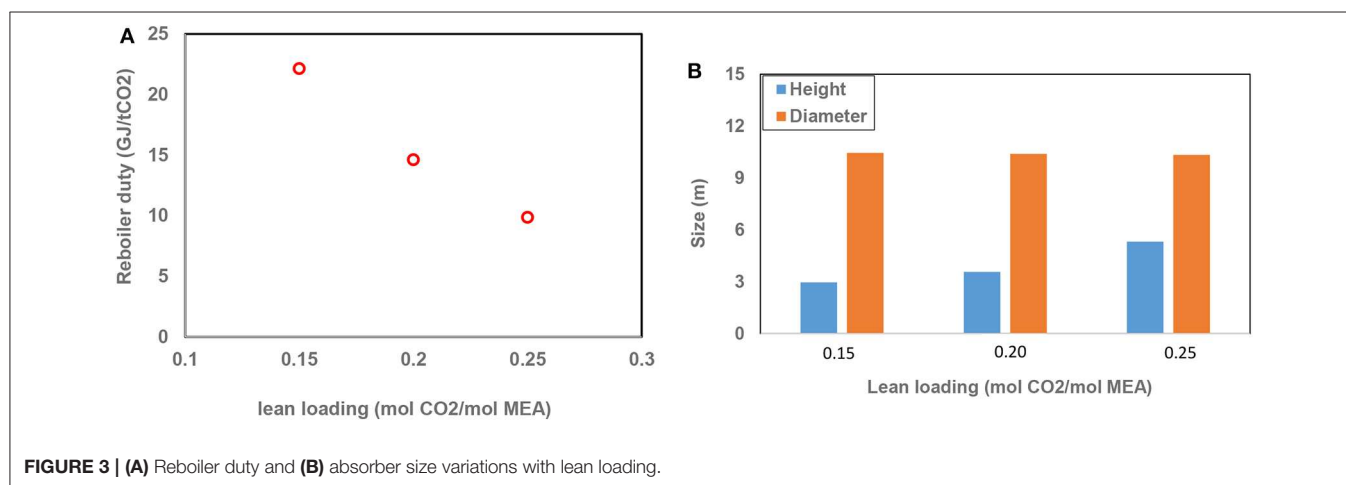 A
25
20
15
10
5
0
Reboiler duty (GJ/tCO2)
0.1 0.15 0.2 0.25 0.3
lean loading (mol CO2/mol MEA)
B
15
12
9
6
3
0
Size (m)
Height
Diameter
0.15 0.20 0.25
Lean loading (mol CO2/mol MEA)
FIGURE 3 | (A) Reboiler duty and (B) absorber size variations with lean loading.